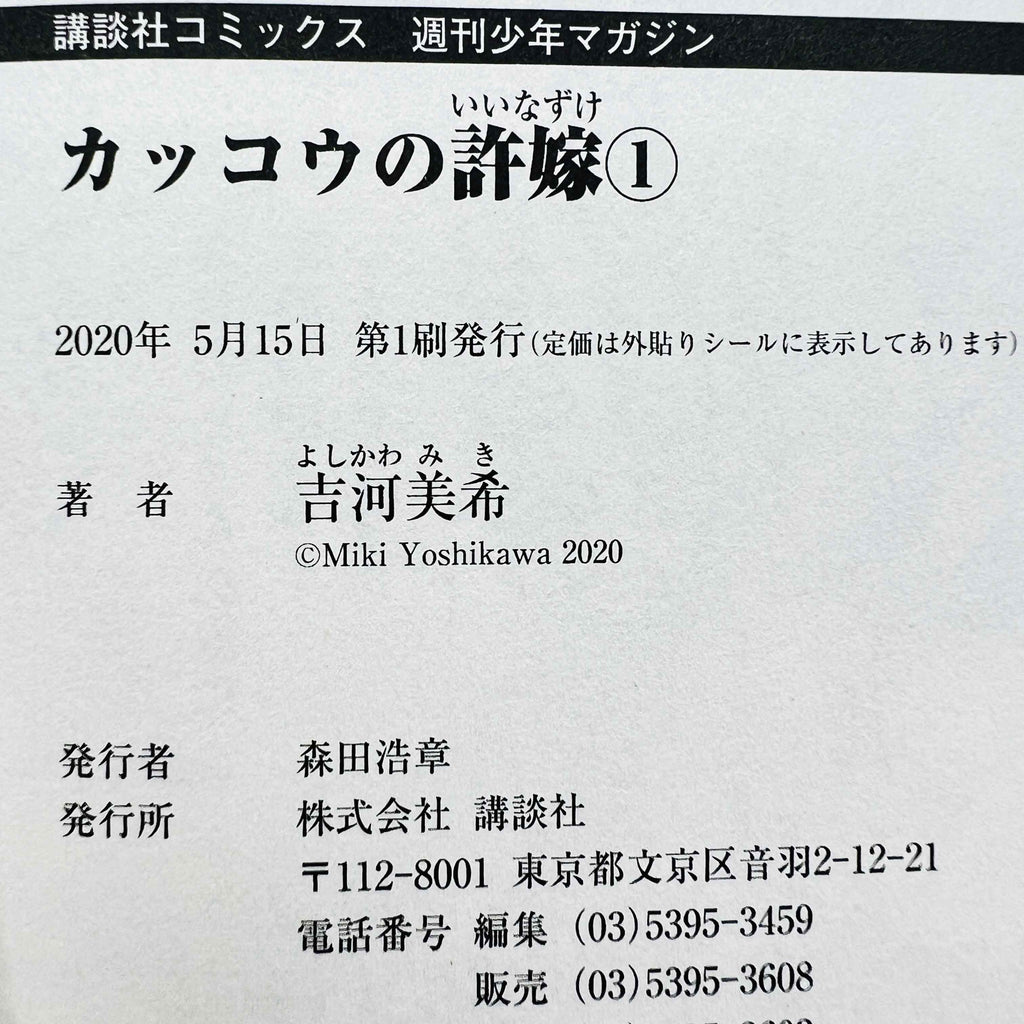 講談社コミックス 週刊少年マガジン
いいなずけ
カッコウの許嫁①
2020年 5月15日 第1刷発行(定価は外貼りシールに表示してあります)
よしかわ み き
著 者 吉河美希
©Miki Yoshikawa 2020
発行者 森田浩章
発行所 株式会社 講談社
〒112-8001 東京都文京区音羽2-12-21
電話番号 編集 (03)5395-3459
販売 (03)5395-3608